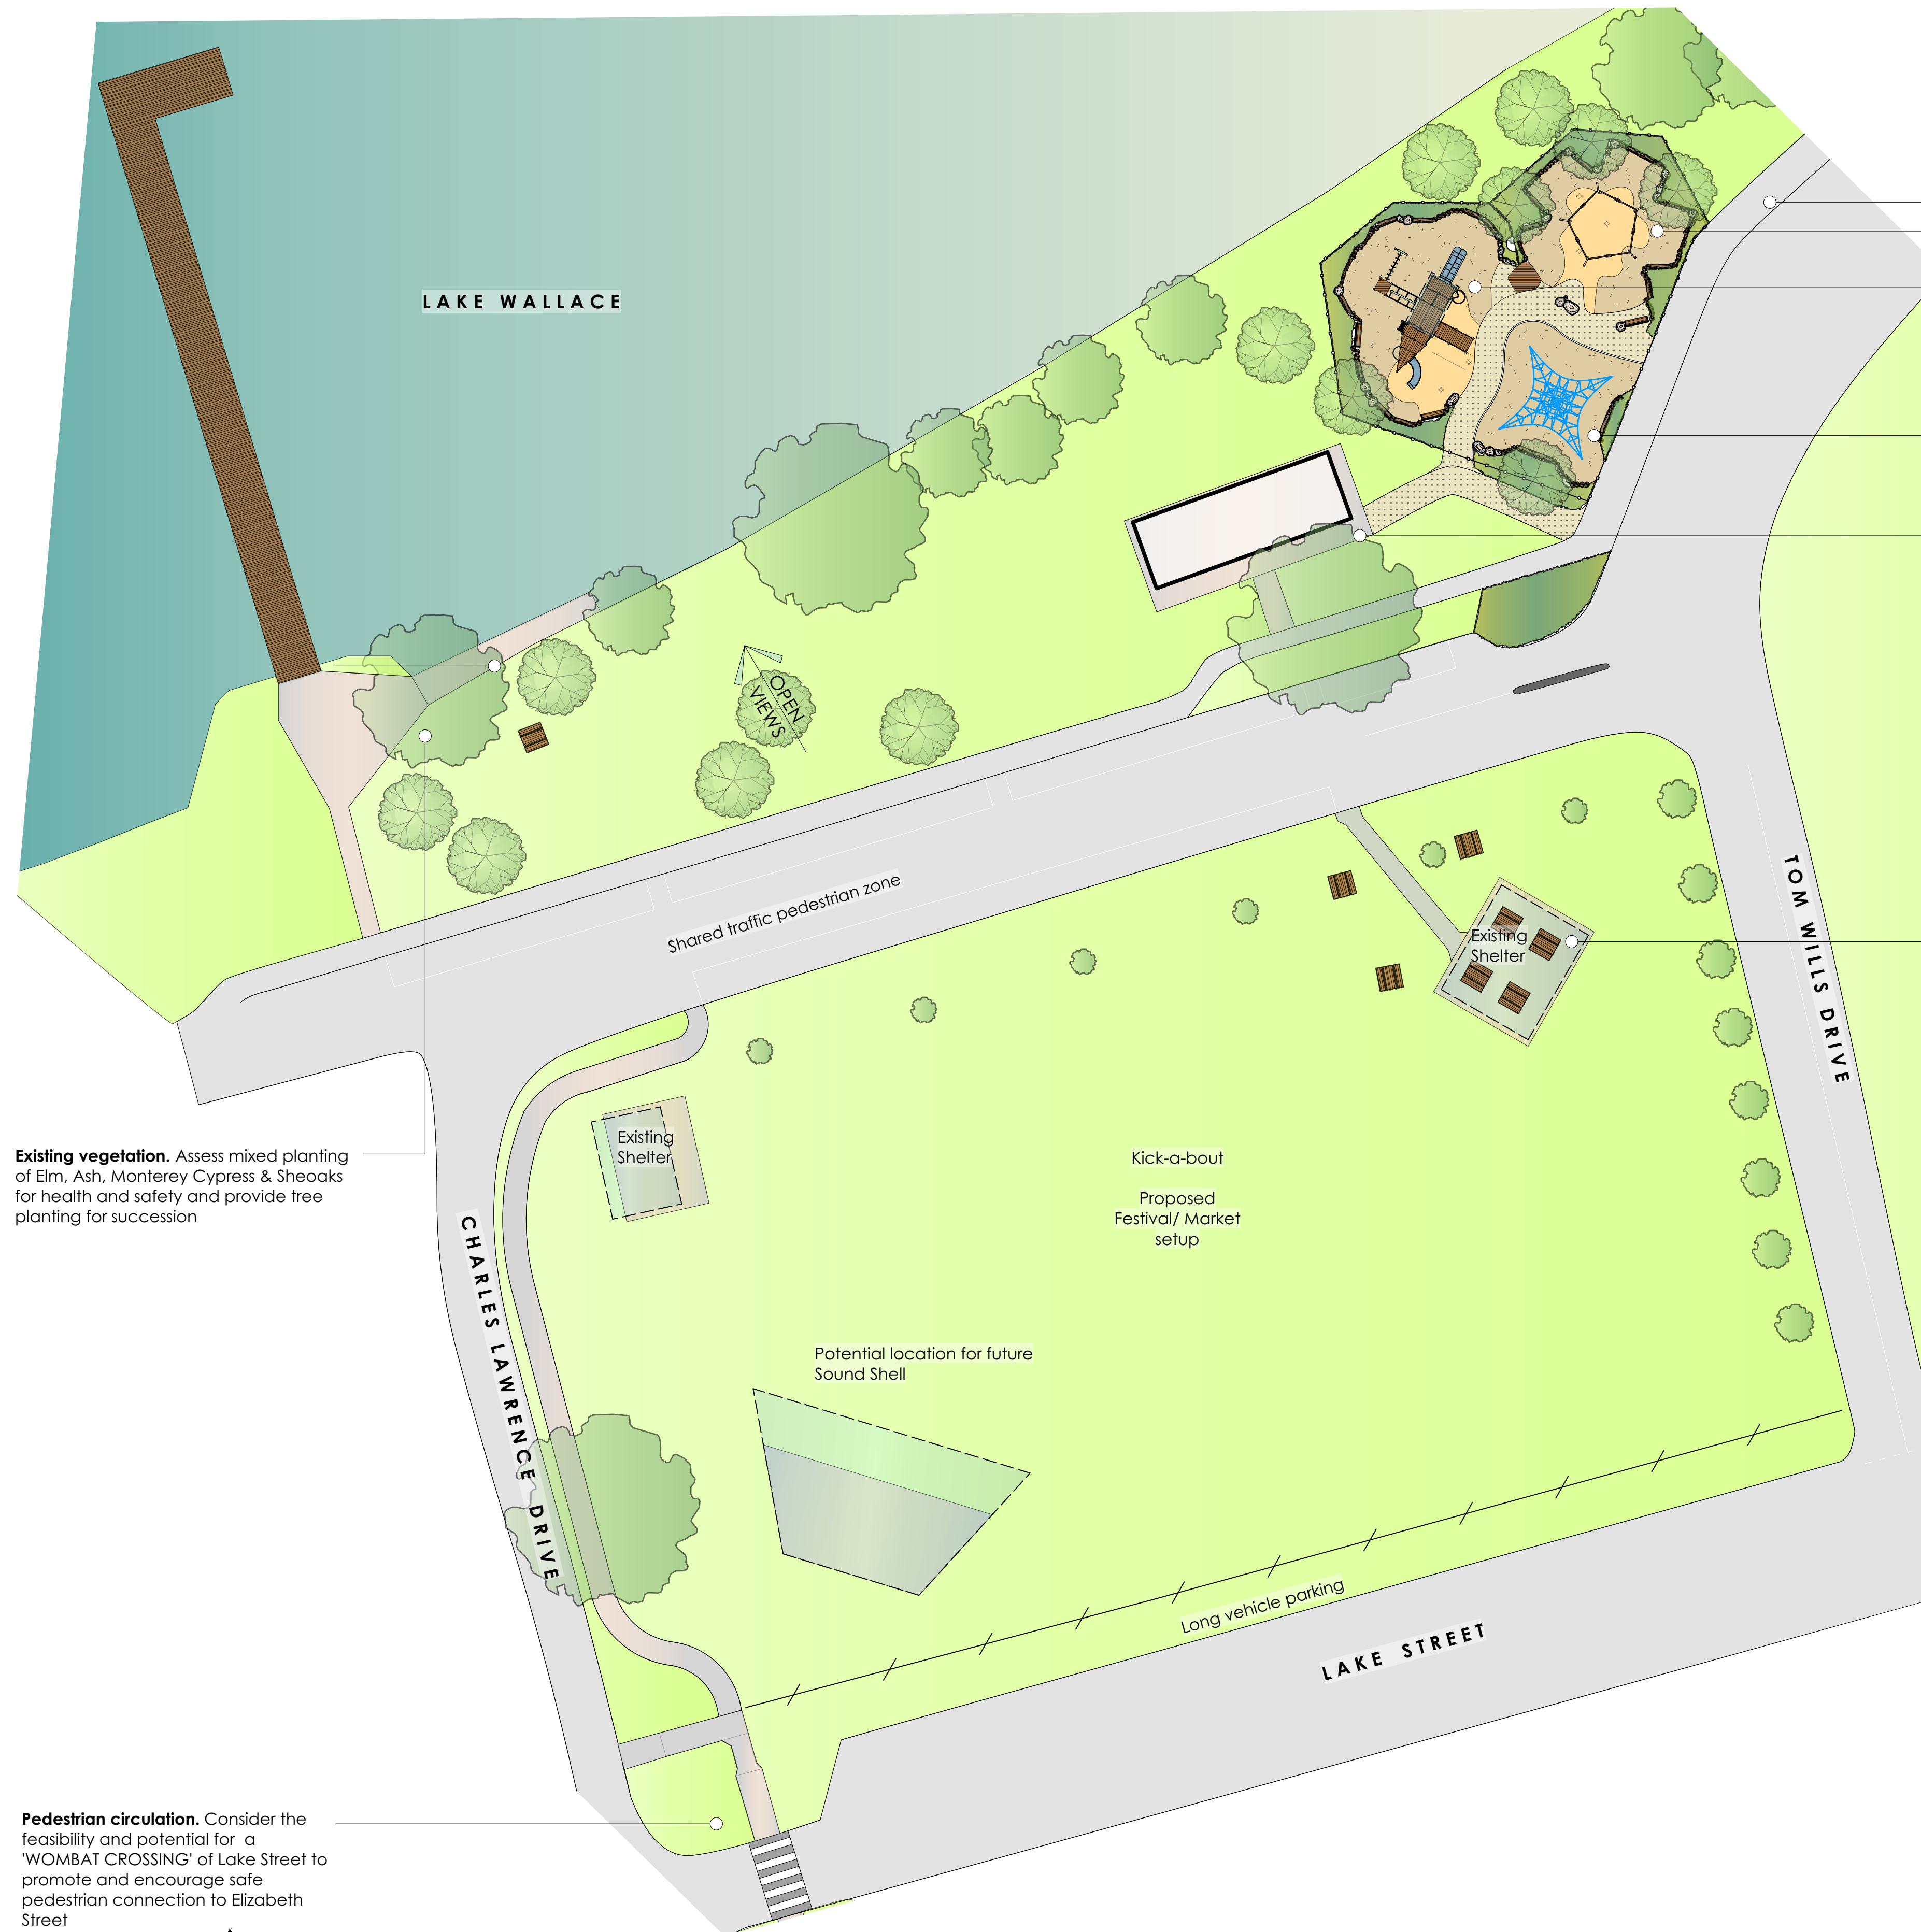 LAKE WALLACE
OPEN
VIEWS
Shared traffic pedestrian zone
TOM WILLS DRIVE
Existing
Shelter
Existing
Shelter
Existing vegetation. Assess mixed planting
of Elm, Ash, Monterey Cypress & Sheoaks
for health and safety and provide tree
planting for succession
Kick-a-bout
Proposed
Festival/ Market
setup
CHARLES LAWRENCE DRIVE
Potential location for future
Sound Shell
Long vehicle parking
LAKE STREET
Pedestrian circulation. Consider the
feasibility and potential for a
'WOMBAT CROSSING' of Lake Street to
promote and encourage safe
pedestrian connection to Elizabeth
Street